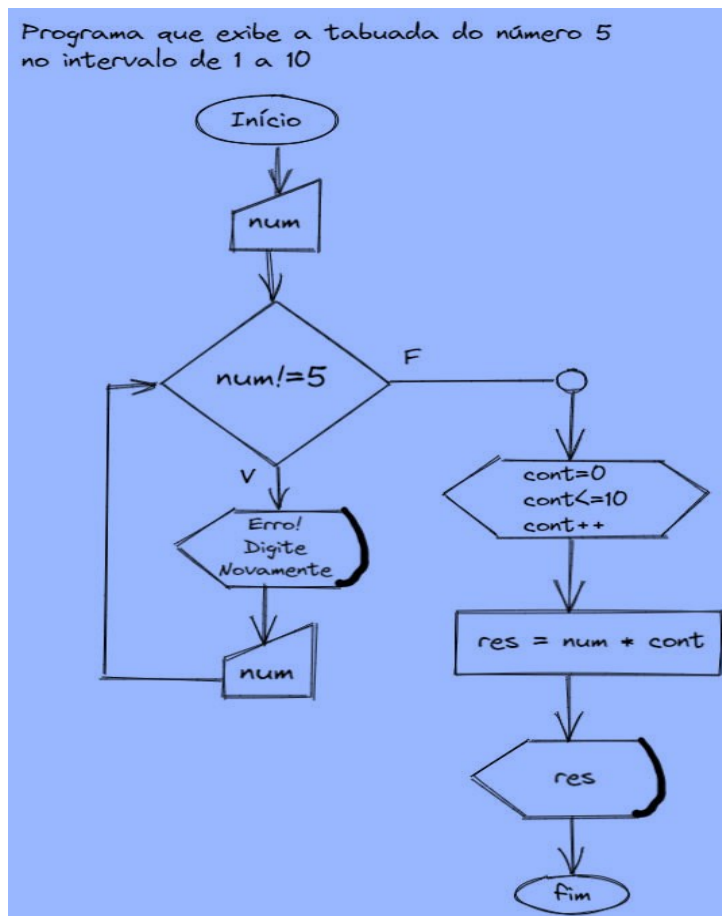 Programa que exibe a tabuada do número 5
no intervalo de 1 a 10
Início
num
num!=5
F
V
Erro!
Digite
Novamente
num
cont=0
cont<=10
cont++
res = num * cont
res
fim